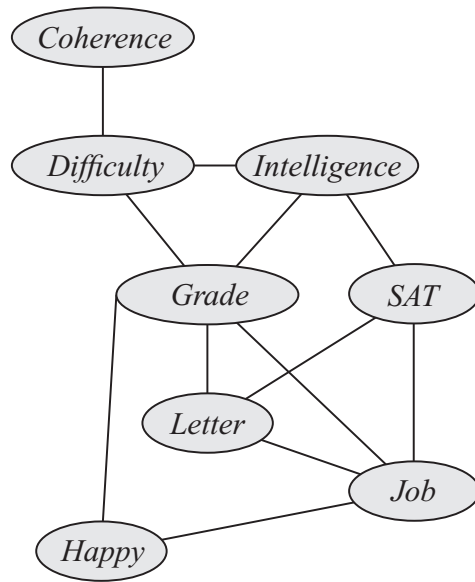 Coherence
Difficulty
Intelligence
Grade
SAT
Letter
Job
Happy